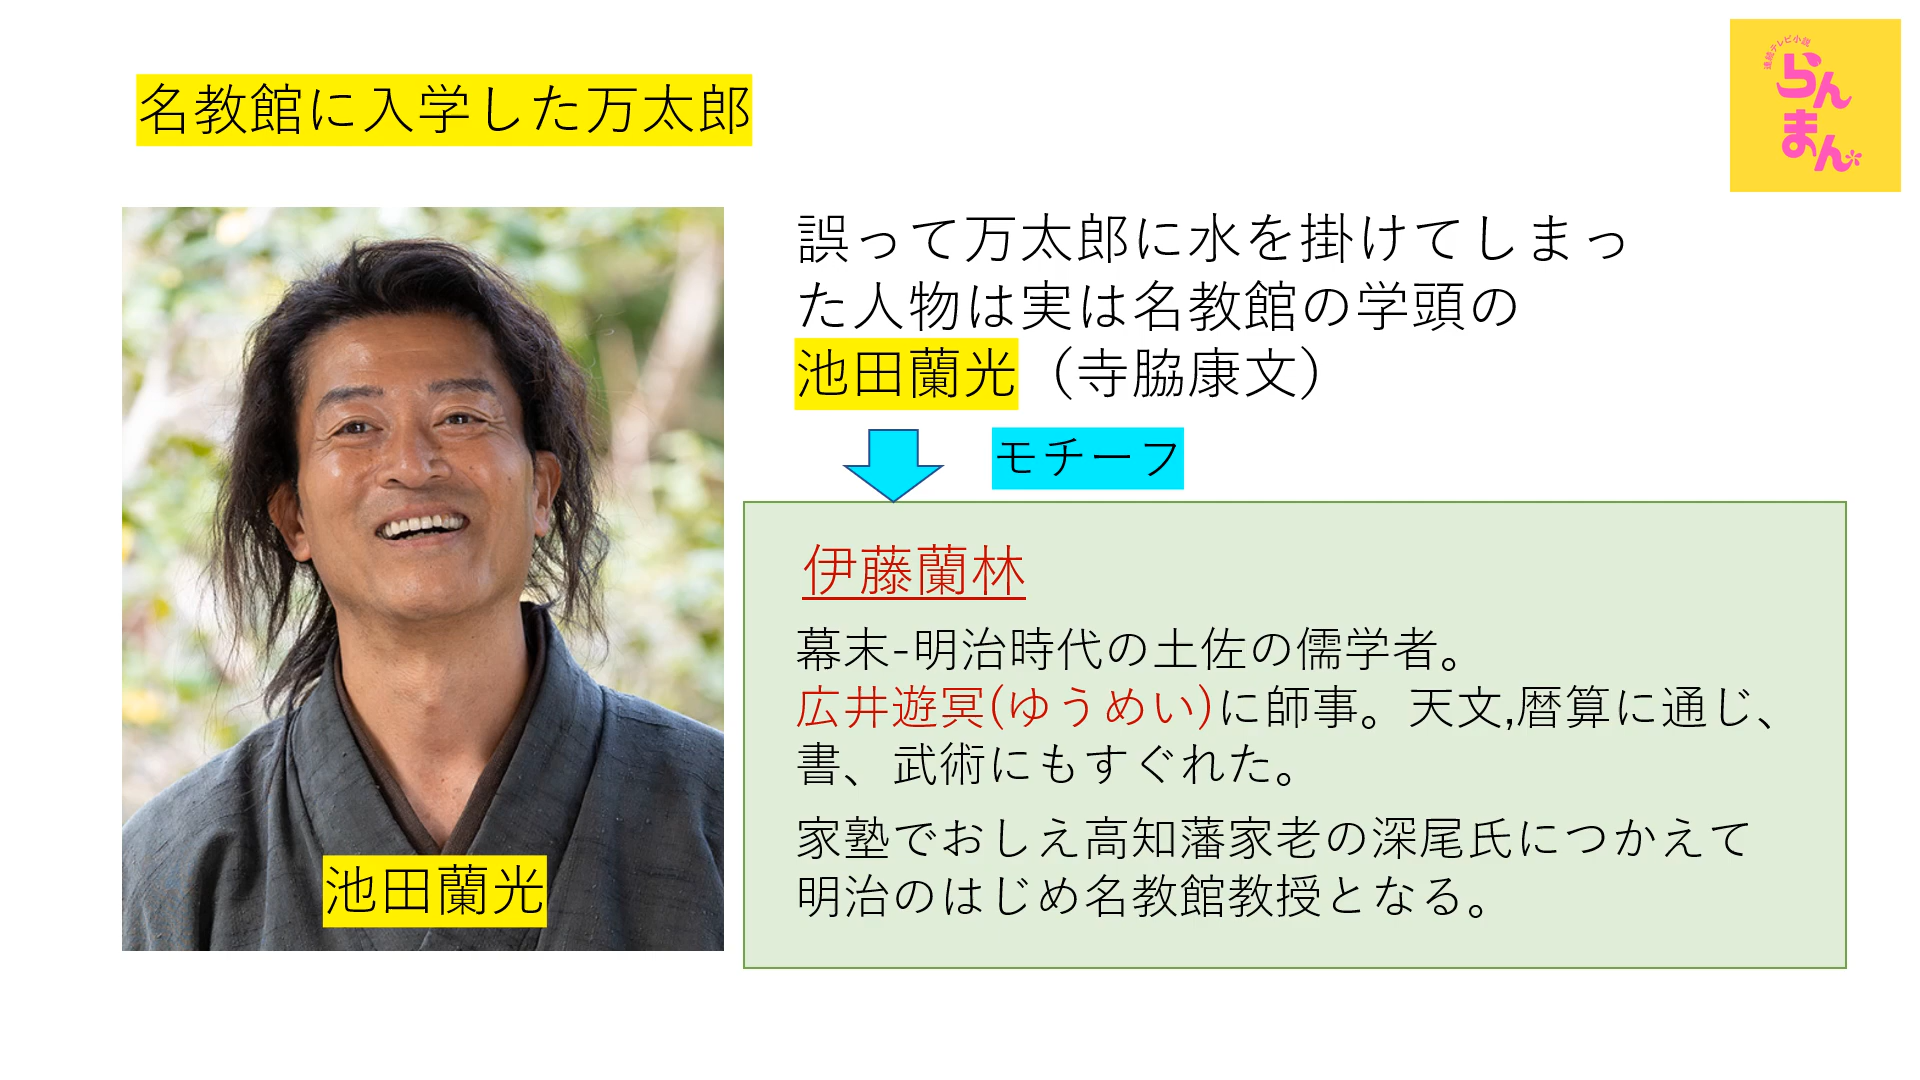 名教館に入学した万太郎
連続テレビ小説
らん
まん
誤って万太郎に水を掛けてしまっ
た人物は実は名教館の学頭の
池田蘭光（寺脇康文）
モチーフ
伊藤蘭林
幕末-明治時代の土佐の儒学者。
広井遊冥(ゆうめい)に師事。天文,暦算に通じ、
書、武術にもすぐれた。
家塾でおしえ高知藩家老の深尾氏につかえて
明治のはじめ名教館教授となる。
池田蘭光